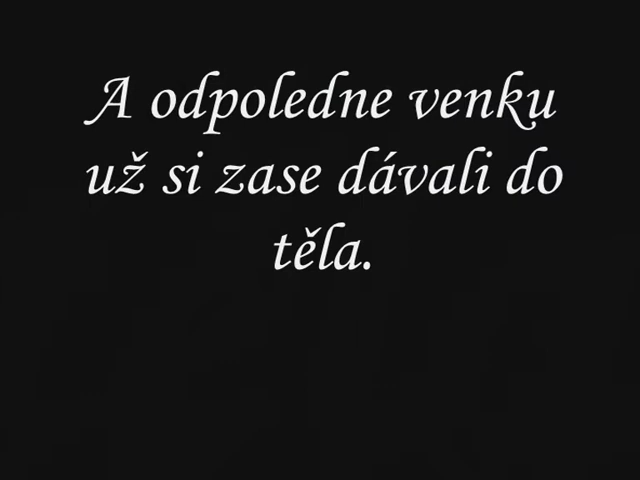 A odpoledne venku
už si zase dávali do
těla.